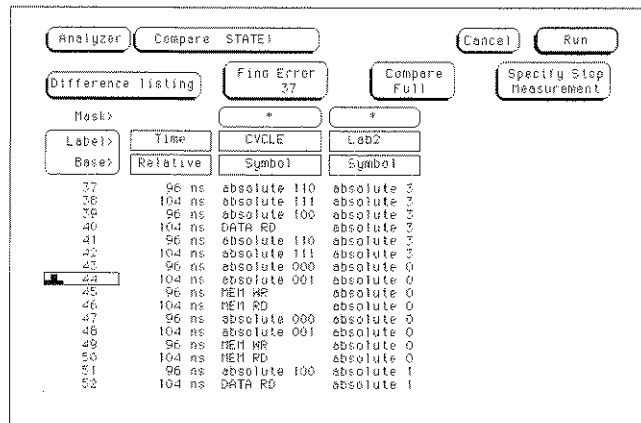 Analyzer Compare STATE1 Cancel Run
Difference listing Find Error 37 Compare Full Specify Stop Measurement
Mask> * *
Label> Time CYCLE Lab2
Base> Relative Symbol Symbol
37 96 ns absolute 110 absolute 3
38 104 ns absolute 111 absolute 3
39 96 ns absolute 100 absolute 3
40 104 ns DATA RD absolute 3
41 96 ns absolute 110 absolute 3
42 104 ns absolute 111 absolute 3
43 96 ns absolute 000 absolute 0
44 104 ns absolute 001 absolute 0
45 96 ns MEM WR absolute 0
46 104 ns MEM RD absolute 0
47 96 ns absolute 000 absolute 0
48 104 ns absolute 001 absolute 0
49 96 ns MEM WR absolute 0
50 104 ns MEM RD absolute 0
51 96 ns absolute 100 absolute 1
52 104 ns DATA RD absolute 1